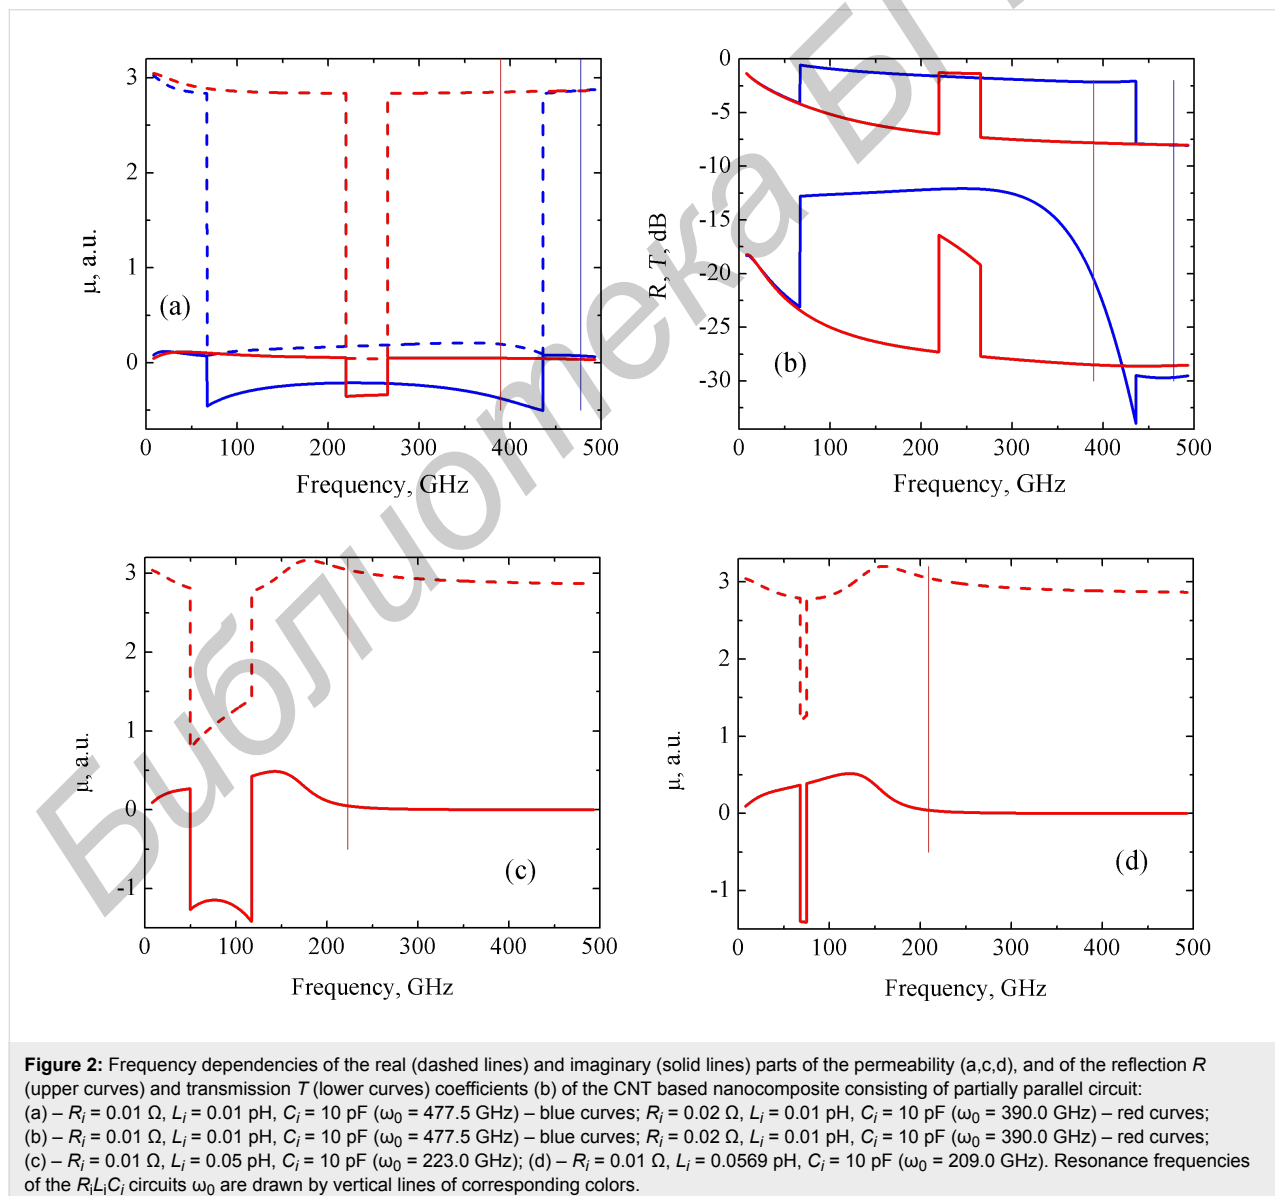 3
2
1
0
μ, a.u.
(a)
0 100 200 300 400 500
Frequency, GHz
0
-5
-10
-15
-20
-25
-30
R, T, dB
(b)
0 100 200 300 400 500
Frequency, GHz
3
2
1
0
-1
μ, a.u.
(c)
0 100 200 300 400 500
Frequency, GHz
3
2
1
0
-1
μ, a.u.
(d)
0 100 200 300 400 500
Frequency, GHz
Библиотека БГ
Figure 2: Frequency dependencies of the real (dashed lines) and imaginary (solid lines) parts of the permeability (a,c,d), and of the reflection R
(upper curves) and transmission T (lower curves) coefficients (b) of the CNT based nanocomposite consisting of partially parallel circuit:
(a) – Ri = 0.01 Ω, Li = 0.01 pH, Ci = 10 pF (ω0 = 477.5 GHz) – blue curves; Ri = 0.02 Ω, Li = 0.01 pH, Ci = 10 pF (ω0 = 390.0 GHz) – red curves;
(b) – Ri = 0.01 Ω, Li = 0.01 pH, Ci = 10 pF (ω0 = 477.5 GHz) – blue curves; Ri = 0.02 Ω, Li = 0.01 pH, Ci = 10 pF (ω0 = 390.0 GHz) – red curves;
(c) – Ri = 0.01 Ω, Li = 0.05 pH, Ci = 10 pF (ω0 = 223.0 GHz); (d) – Ri = 0.01 Ω, Li = 0.0569 pH, Ci = 10 pF (ω0 = 209.0 GHz). Resonance frequencies
of the RiLiCi circuits ω0 are drawn by vertical lines of corresponding colors.